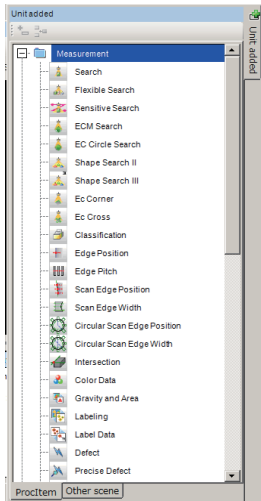 Unitadded
Unit added
Measurement
Search
Flexible Search
Sensitive Search
ECM Search
EC Circle Search
Shape Search II
Shape Search III
Ec Corner
Ec Cross
Classification
Edge Position
Edge Pitch
Scan Edge Position
Scan Edge Width
Circular Scan Edge Position
Circular Scan Edge Width
Intersection
Color Data
Gravity and Area
Labeling
Label Data
Defect
Precise Defect
ProcItem
Other scene